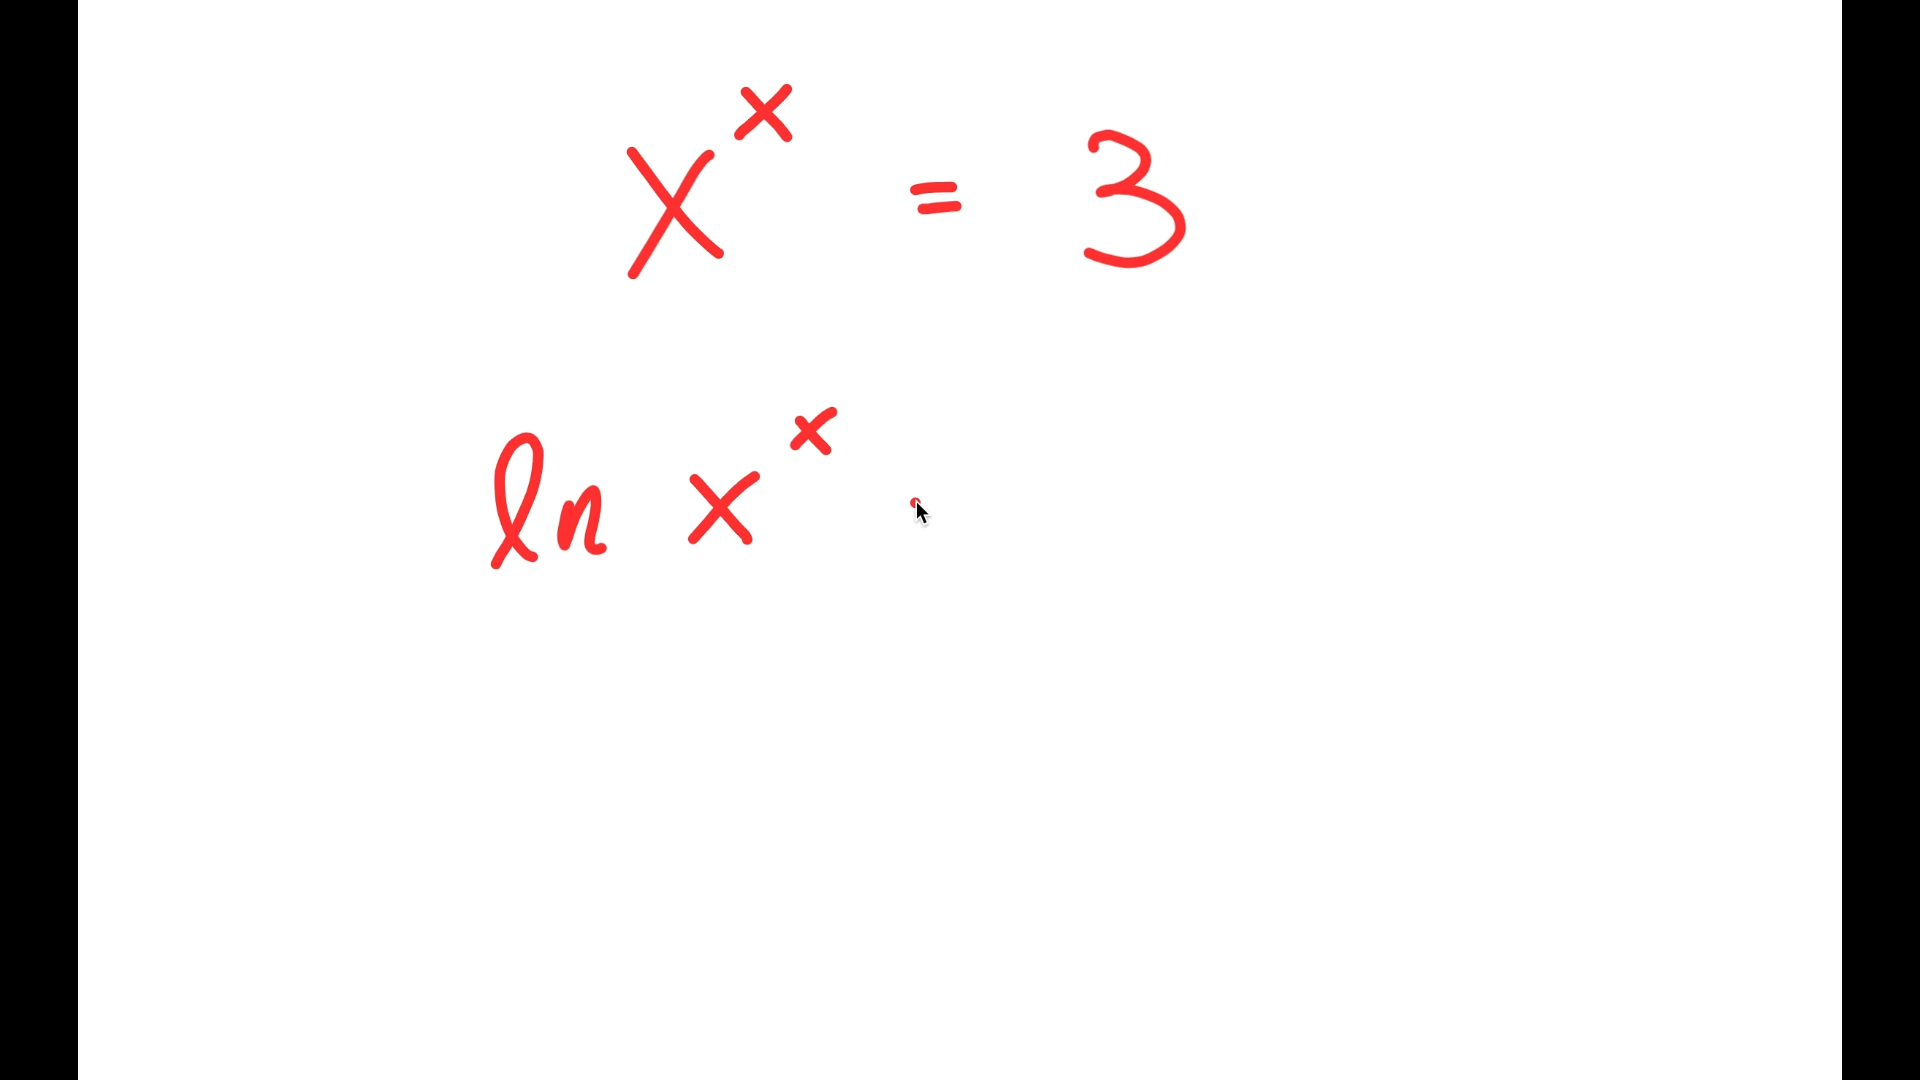 x^x = 3
ln x^x